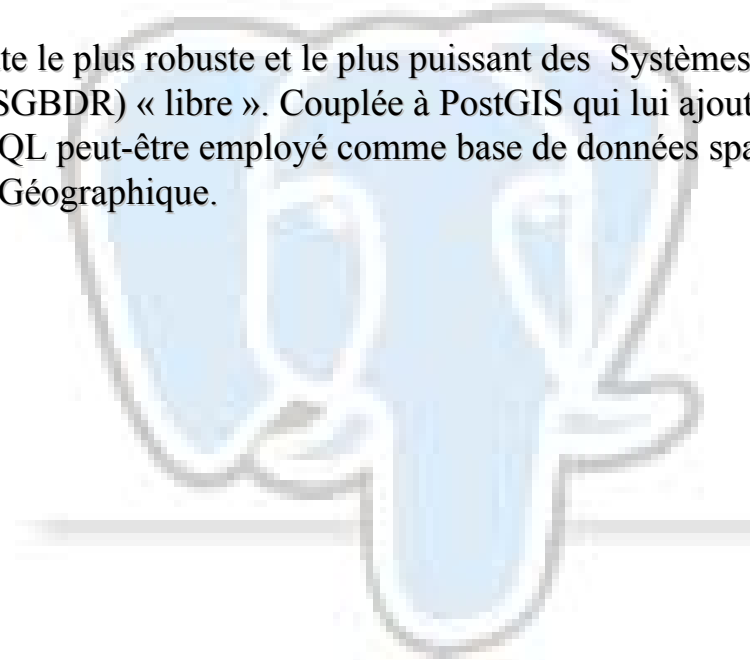 te le plus robuste et le plus puissant des Systèmes
SGBDR) « libre ». Couplée à PostGIS qui lui ajout
QL peut-être employé comme base de données spa
Géographique.